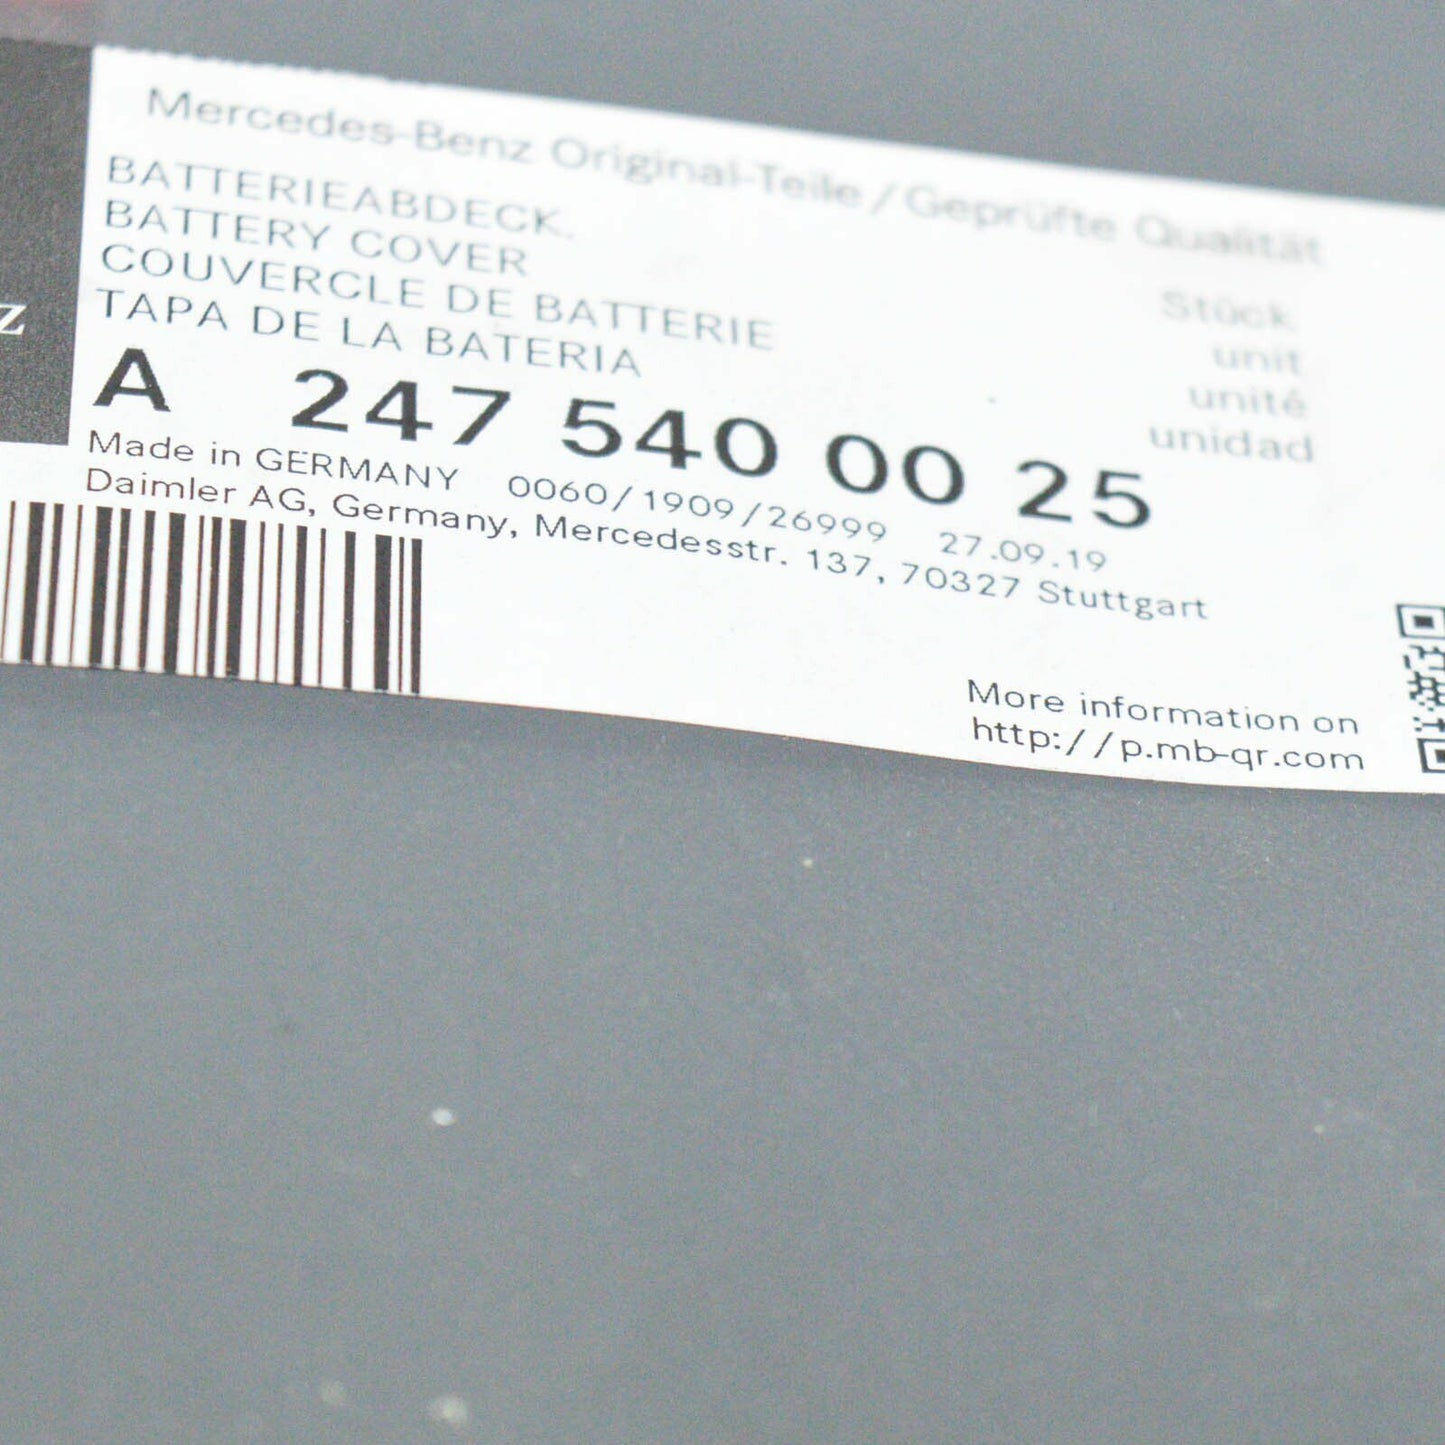 Mercedes-Benz Original-Teile / Geprüfte Qualität
BATTERIEABDECK.
BATTERY COVER
COUVERCLE DE BATTERIE
TAPA DE LA BATERIA
Stück
unit
unité
unidad
z
A 247 540 00 25
Made in GERMANY 0060/1909/26999 27.09.19
Daimler AG, Germany, Mercedesstr. 137, 70327 Stuttgart
More information on
http://p.mb-qr.com